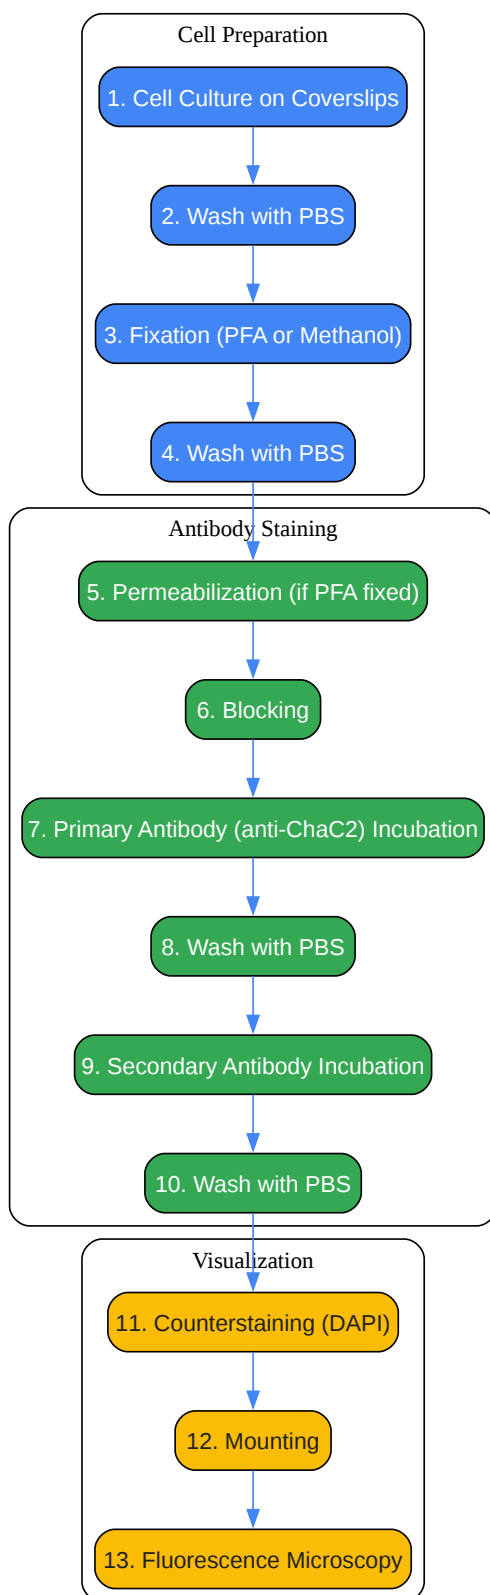 Cell Preparation
1. Cell Culture on Coverslips
2. Wash with PBS
3. Fixation (PFA or Methanol)
4. Wash with PBS
Antibody Staining
5. Permeabilization (if PFA fixed)
6. Blocking
7. Primary Antibody (anti-ChaC2) Incubation
8. Wash with PBS
9. Secondary Antibody Incubation
10. Wash with PBS
Visualization
11. Counterstaining (DAPI)
12. Mounting
13. Fluorescence Microscopy